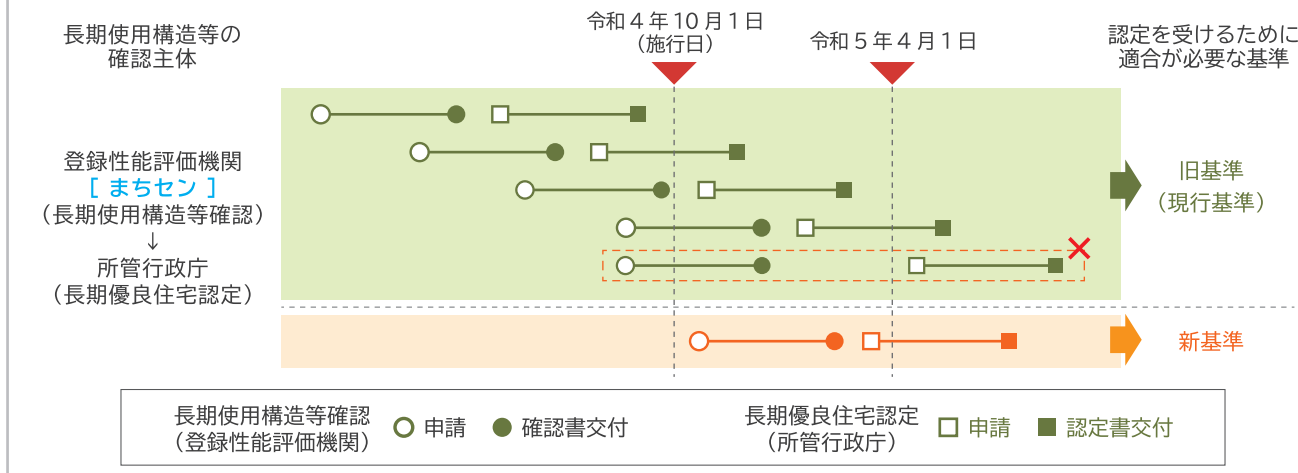 長期使用構造等の
確認主体
令和４年10月１日
（施行日）
令和５年４月１日
認定を受けるために
適合が必要な基準
登録性能評価機関
［ まちセン ］
（長期使用構造等確認）
↓
所管行政庁
（長期優良住宅認定）
旧基準
（現行基準）
新基準
長期使用構造等確認
（登録性能評価機関）
申請
確認書交付
長期優良住宅認定
（所管行政庁）
申請
認定書交付